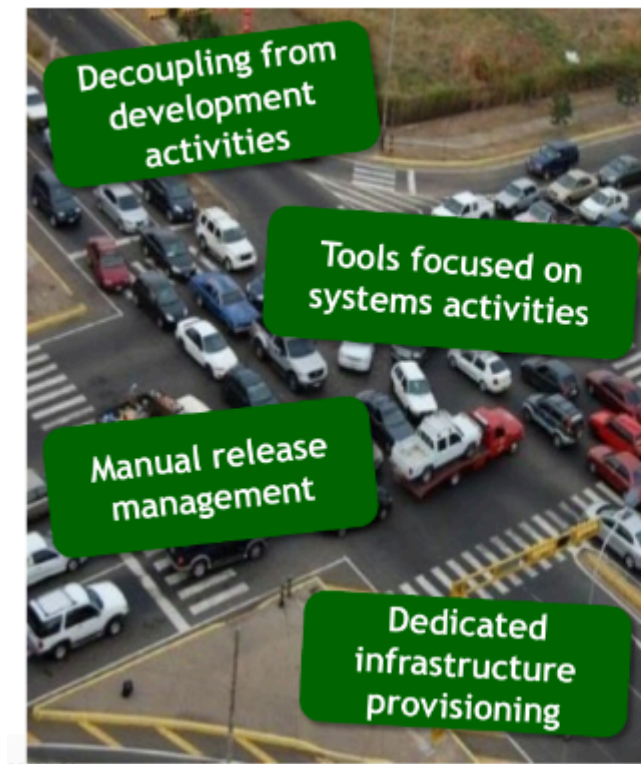 Decoupling from
development
activities
Tools focused on
systems activities
Manual release
management
Dedicated
infrastructure
provisioning